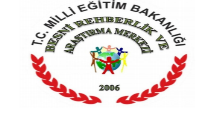 T.C. MİLLİ EĞİTİM BAKANLIĞI
BESNİ REHBERLİK VE
ARAŞTIRMA MERKEZİ
2006